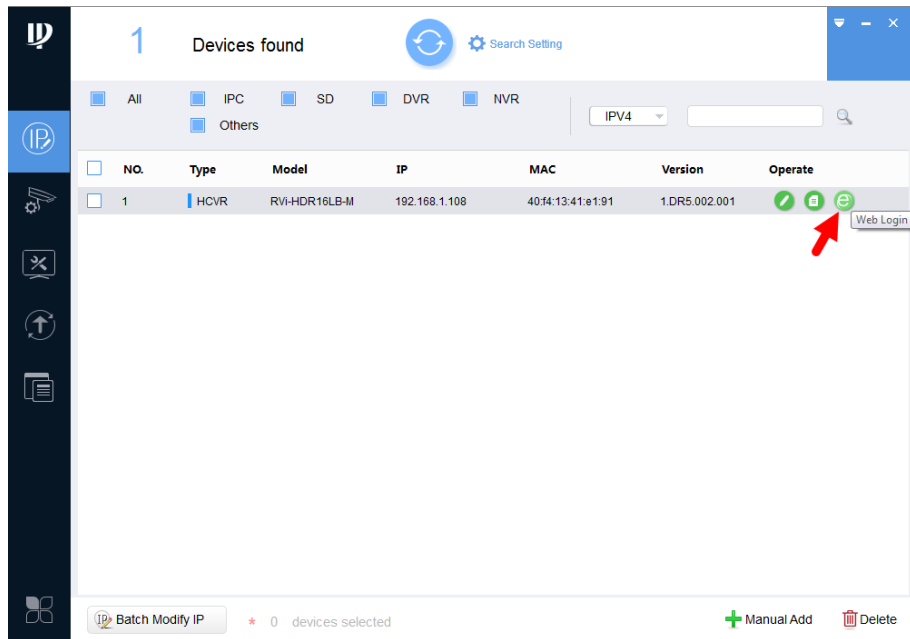 1 Devices found Search Setting
All IPC SD DVR NVR
Others
IPV4
NO. Type Model IP MAC Version Operate
1 HCVR RVi-HDR16LB-M 192.168.1.108 40:f4:13:41:e1:91 1.DR5.002.001
Web Login
Batch Modify IP * 0 devices selected Manual Add Delete